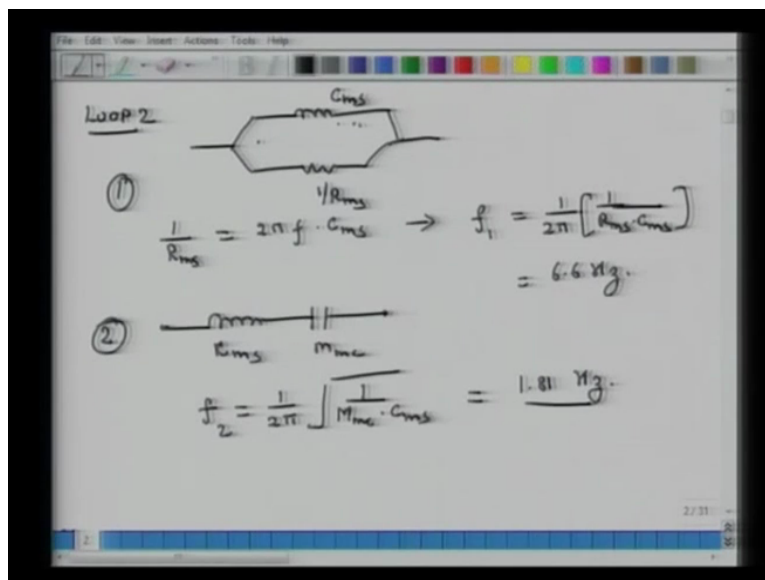 File Edit View Insert Actions Tools Help
Loop 2
Cms
1/Rms
①
1/Rms = 2π f · Cms → f₁ = 1/2π [1/Rms·Cms]
= 6.6 Hz.
②
Cms Mmc
f₂ = 1/2π √1/Mmc·Cms = 1.81 Hz.
2/31
2